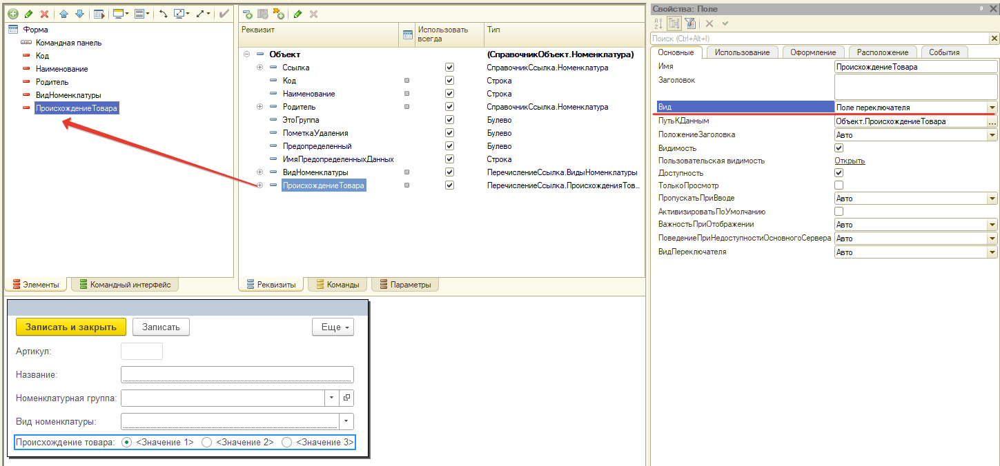 Форма
Командная панель
Код
Наименование
Родитель
ВидНоменклатуры
ПроисхождениеТовара
Элементы
Командный интерфейс
Реквизит
Использовать
всегда
Тип
Объект (СправочникОбъект.Номенклатура)
Ссылка СправочникСсылка.Номенклатура
Код Строка
Наименование Строка
Родитель СправочникСсылка.Номенклатура
ЭтоГруппа Булево
ПометкаУдаления Булево
Предопределенный Булево
ИмяПредопределенныхДанных Строка
ВидНоменклатуры ПеречислениеСсылка.ВидыНоменклатуры
ПроисхождениеТовара ПеречислениеСсылка.ПроисхожденияТов...
Реквизиты
Команды
Параметры
Свойства: Поле
Поиск (Ctrl+Alt+I)
Основные Использование Оформление Расположение События
Имя ПроисхождениеТовара
Заголовок
Вид Поле переключателя
ПутьКДанным Объект.ПроисхождениеТовара ...
ПоложениеЗаголовка Авто
Видимость
Пользовательская видимость Открыть
Доступность
ТолькоПросмотр
ПропускатьПриВводе Авто
АктивизироватьПоУмолчанию
ВажностьПриОтображении Авто
ПоведениеПриНедоступностиОсновногоСервера Авто
ВидПереключателя Авто
Записать и закрыть Записать Еще
Артикул:
Название:
Номенклатурная группа:
Вид номенклатуры:
Происхождение товара: <Значение 1> <Значение 2> <Значение 3>